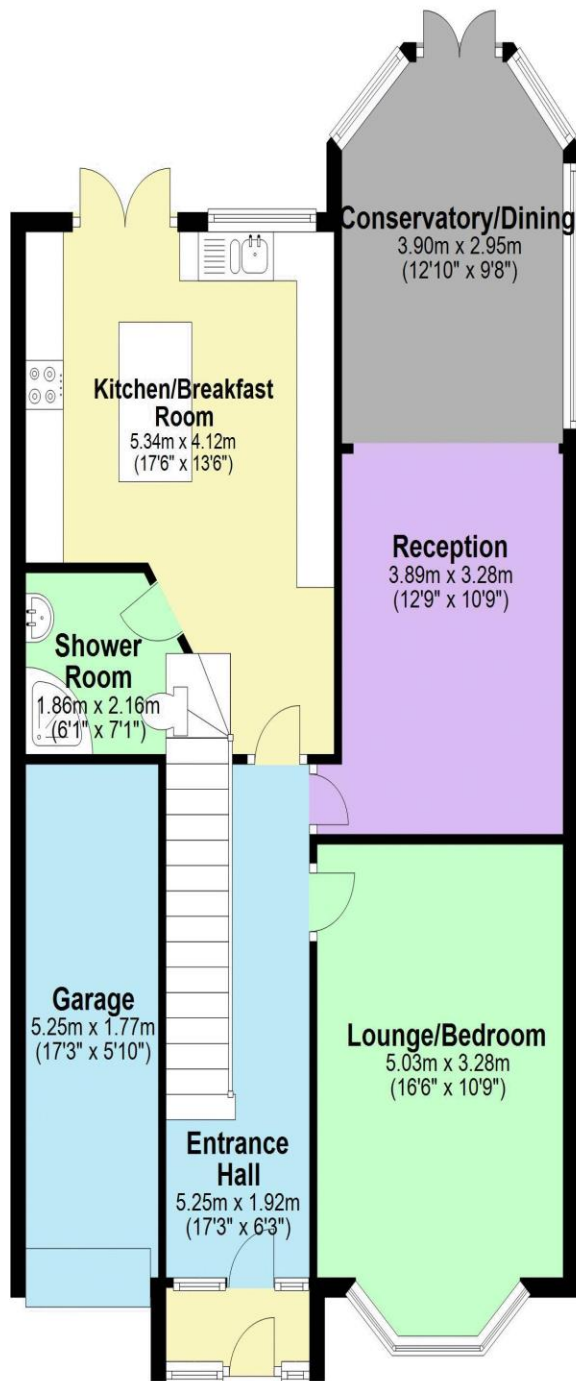 Conservatory/Dining
3.90m x 2.95m
(12'10" x 9'8")
Kitchen/Breakfast
Room
5.34m x 4.12m
(17'6" x 13'6")
Reception
3.89m x 3.28m
(12'9" x 10'9")
Shower
Room
1.86m x 2.16m
(6'1" x 7'1")
Garage
5.25m x 1.77m
(17'3" x 5'10")
Lounge/Bedroom
5.03m x 3.28m
(16'6" x 10'9")
Entrance
Hall
5.25m x 1.92m
(17'3" x 6'3")